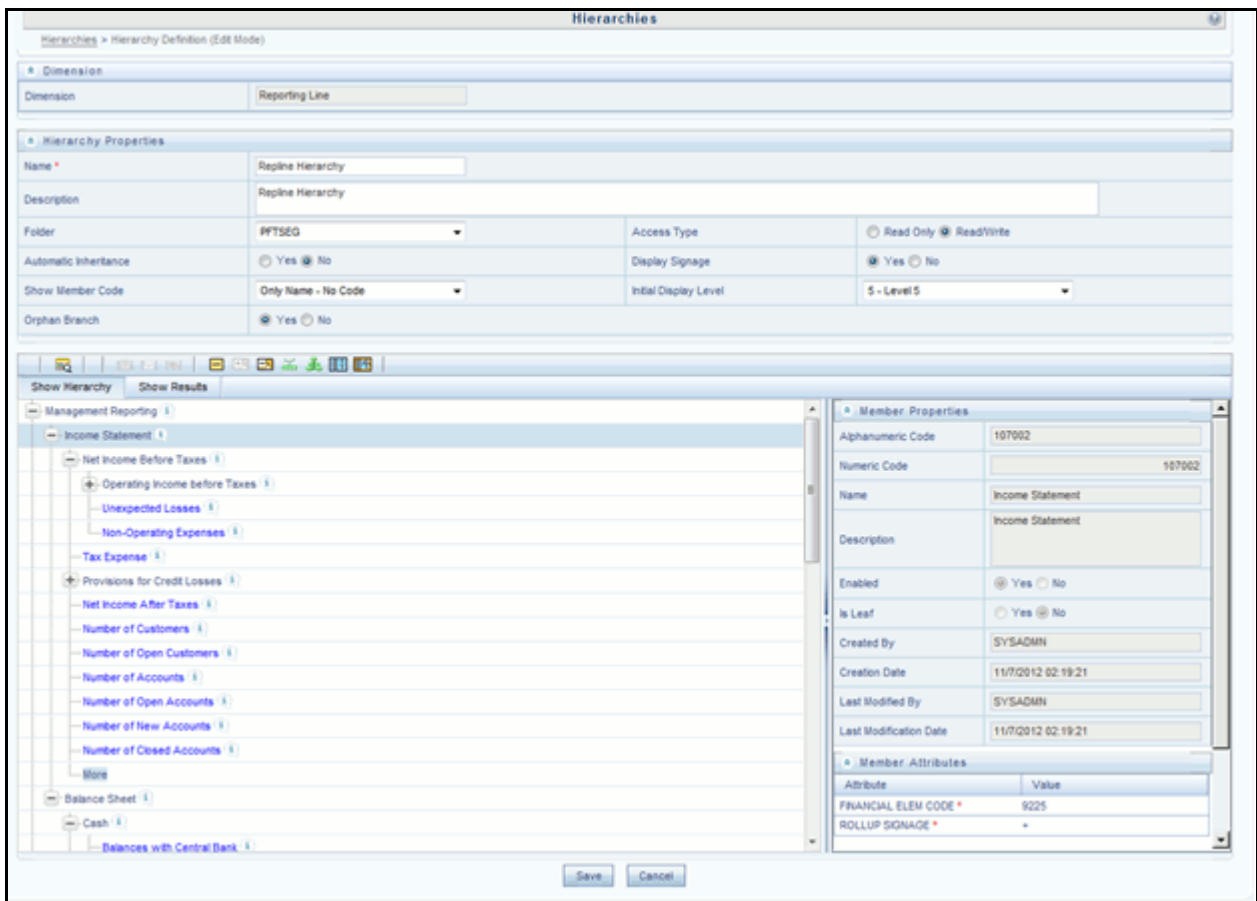 Hierarchies
Hierarchies > Hierarchy Definition (Edit Mode)
Dimension
Dimension Reporting Line
Hierarchy Properties
Name * Repline Hierarchy
Description Repline Hierarchy
Folder PFTSEG Access Type Read Only Read/Write
Automatic Inheritance Yes No Display Signage Yes No
Show Member Code Only Name - No Code Initial Display Level 5 - Level 5
Orphan Branch Yes No
Show Hierarchy Show Results
Management Reporting
Income Statement
Net Income Before Taxes
Operating Income before Taxes
Unexpected Losses
Non-Operating Expenses
Tax Expense
Provisions for Credit Losses
Net Income After Taxes
Number of Customers
Number of Open Customers
Number of Accounts
Number of Open Accounts
Number of New Accounts
Number of Closed Accounts
More
Balance Sheet
Cash
Balances with Central Bank
Member Properties
Alphanumeric Code 107002
Numeric Code 107002
Name Income Statement
Description Income Statement
Enabled Yes No
Is Leaf Yes No
Created By SYSADMN
Creation Date 11/7/2012 02:19:21
Last Modified By SYSADMN
Last Modification Date 11/7/2012 02:19:21
Member Attributes
Attribute Value
FINANCIAL ELEM CODE * 9225
ROLLUP SIGNAGE * +
Save Cancel